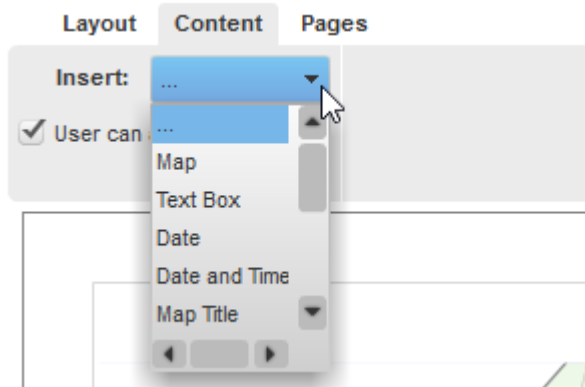 Layout Content Pages
Insert: ...
...
User can
Map
Text Box
Date
Date and Time
Map Title